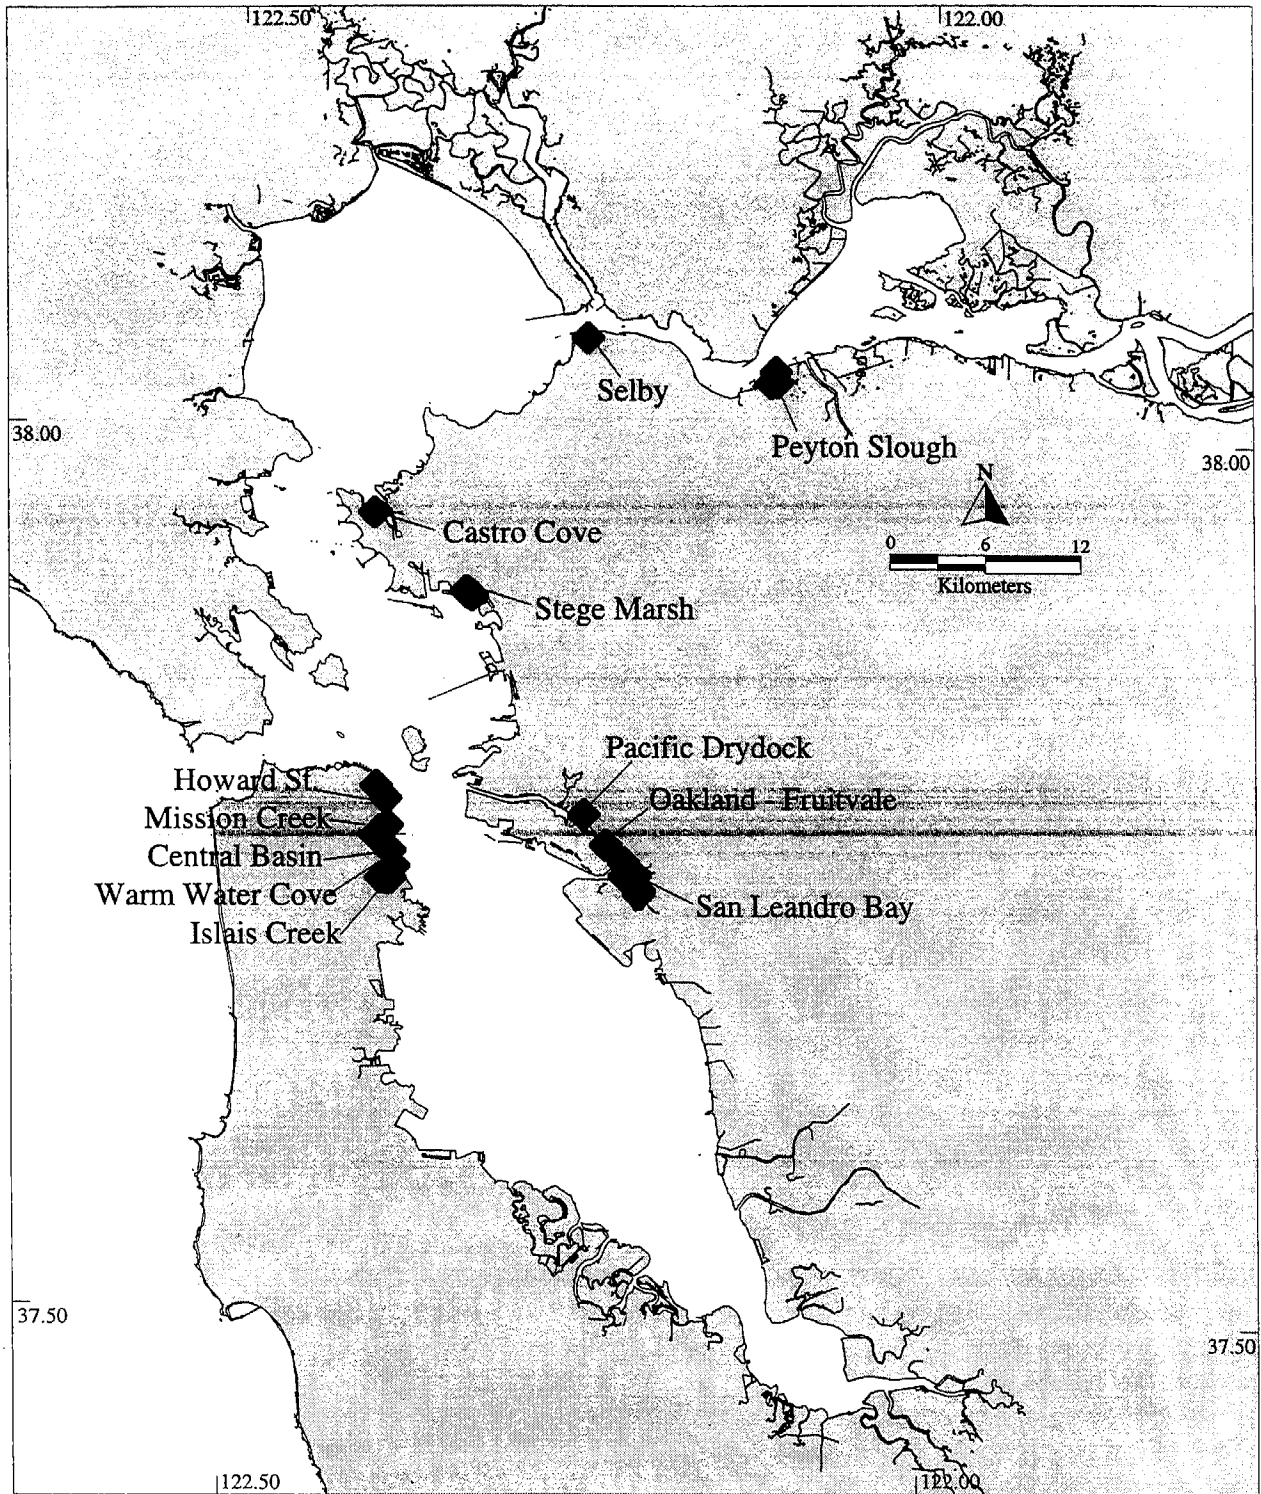 122.50
122.00
Selby
38.00
Peyton Slough
38.00
N
Castro Cove
0 6 12
Kilometers
Stege Marsh
Pacific Drydock
Howard St.
Oakland - Fruitvale
Mission Creek
Central Basin
Warm Water Cove
San Leandro Bay
Islais Creek
37.50
37.50
122.50
122.00